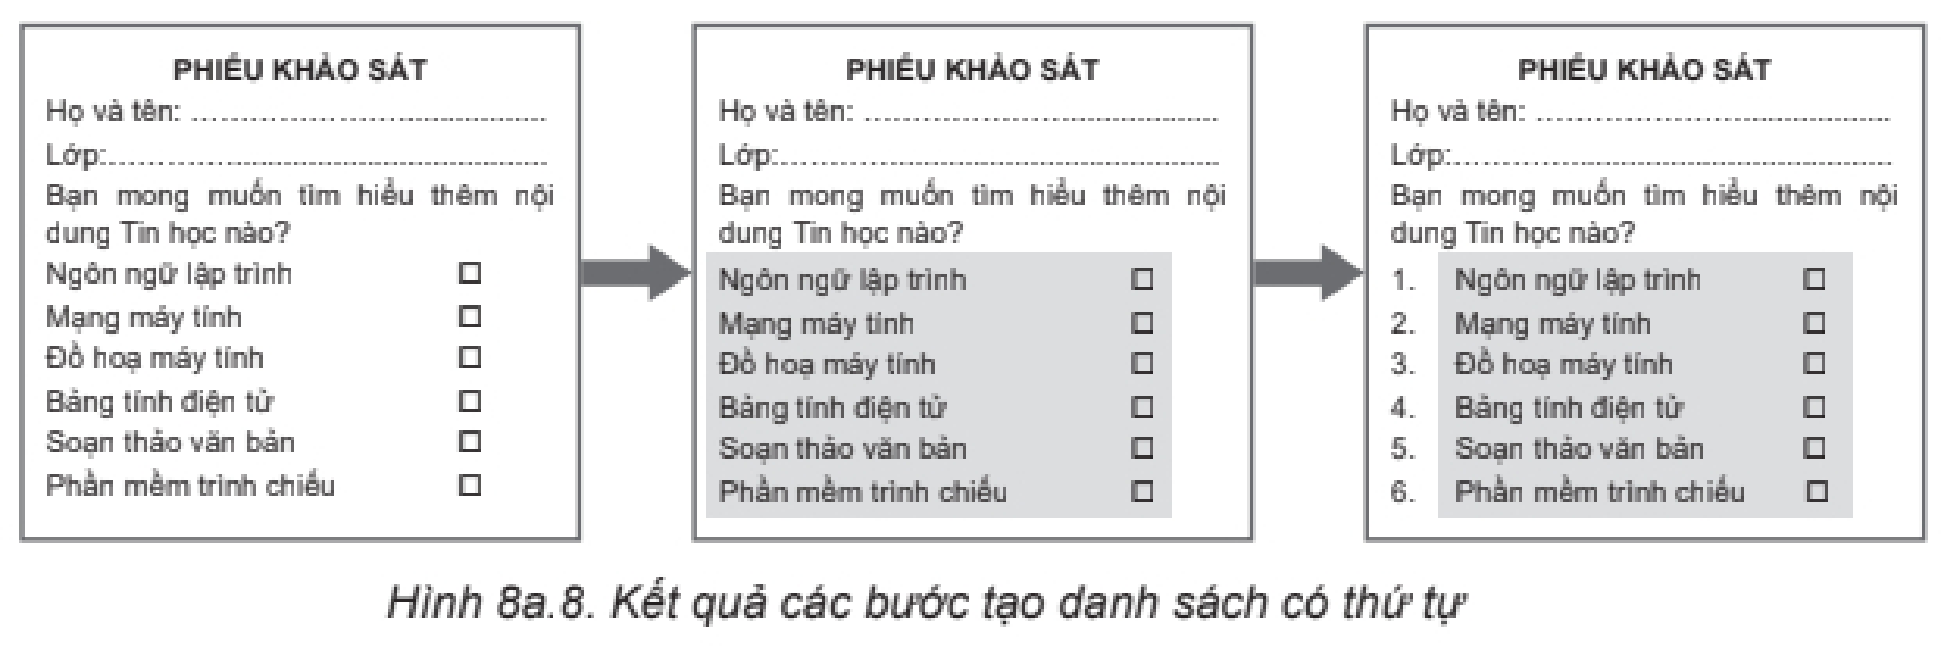 PHIẾU KHẢO SÁT
Họ và tên: ............................................
Lớp:......................................................
Bạn mong muốn tìm hiểu thêm nội
dung Tin học nào?
Ngôn ngữ lập trình □
Mạng máy tính □
Đồ hoạ máy tính □
Bảng tính điện tử □
Soạn thảo văn bản □
Phần mềm trình chiếu □
PHIẾU KHẢO SÁT
Họ và tên: ............................................
Lớp:......................................................
Bạn mong muốn tìm hiểu thêm nội
dung Tin học nào?
Ngôn ngữ lập trình □
Mạng máy tính □
Đồ hoạ máy tính □
Bảng tính điện tử □
Soạn thảo văn bản □
Phần mềm trình chiếu □
PHIẾU KHẢO SÁT
Họ và tên: ............................................
Lớp:......................................................
Bạn mong muốn tìm hiểu thêm nội
dung Tin học nào?
1. Ngôn ngữ lập trình □
2. Mạng máy tính □
3. Đồ hoạ máy tính □
4. Bảng tính điện tử □
5. Soạn thảo văn bản □
6. Phần mềm trình chiếu □
Hình 8a.8. Kết quả các bước tạo danh sách có thứ tự